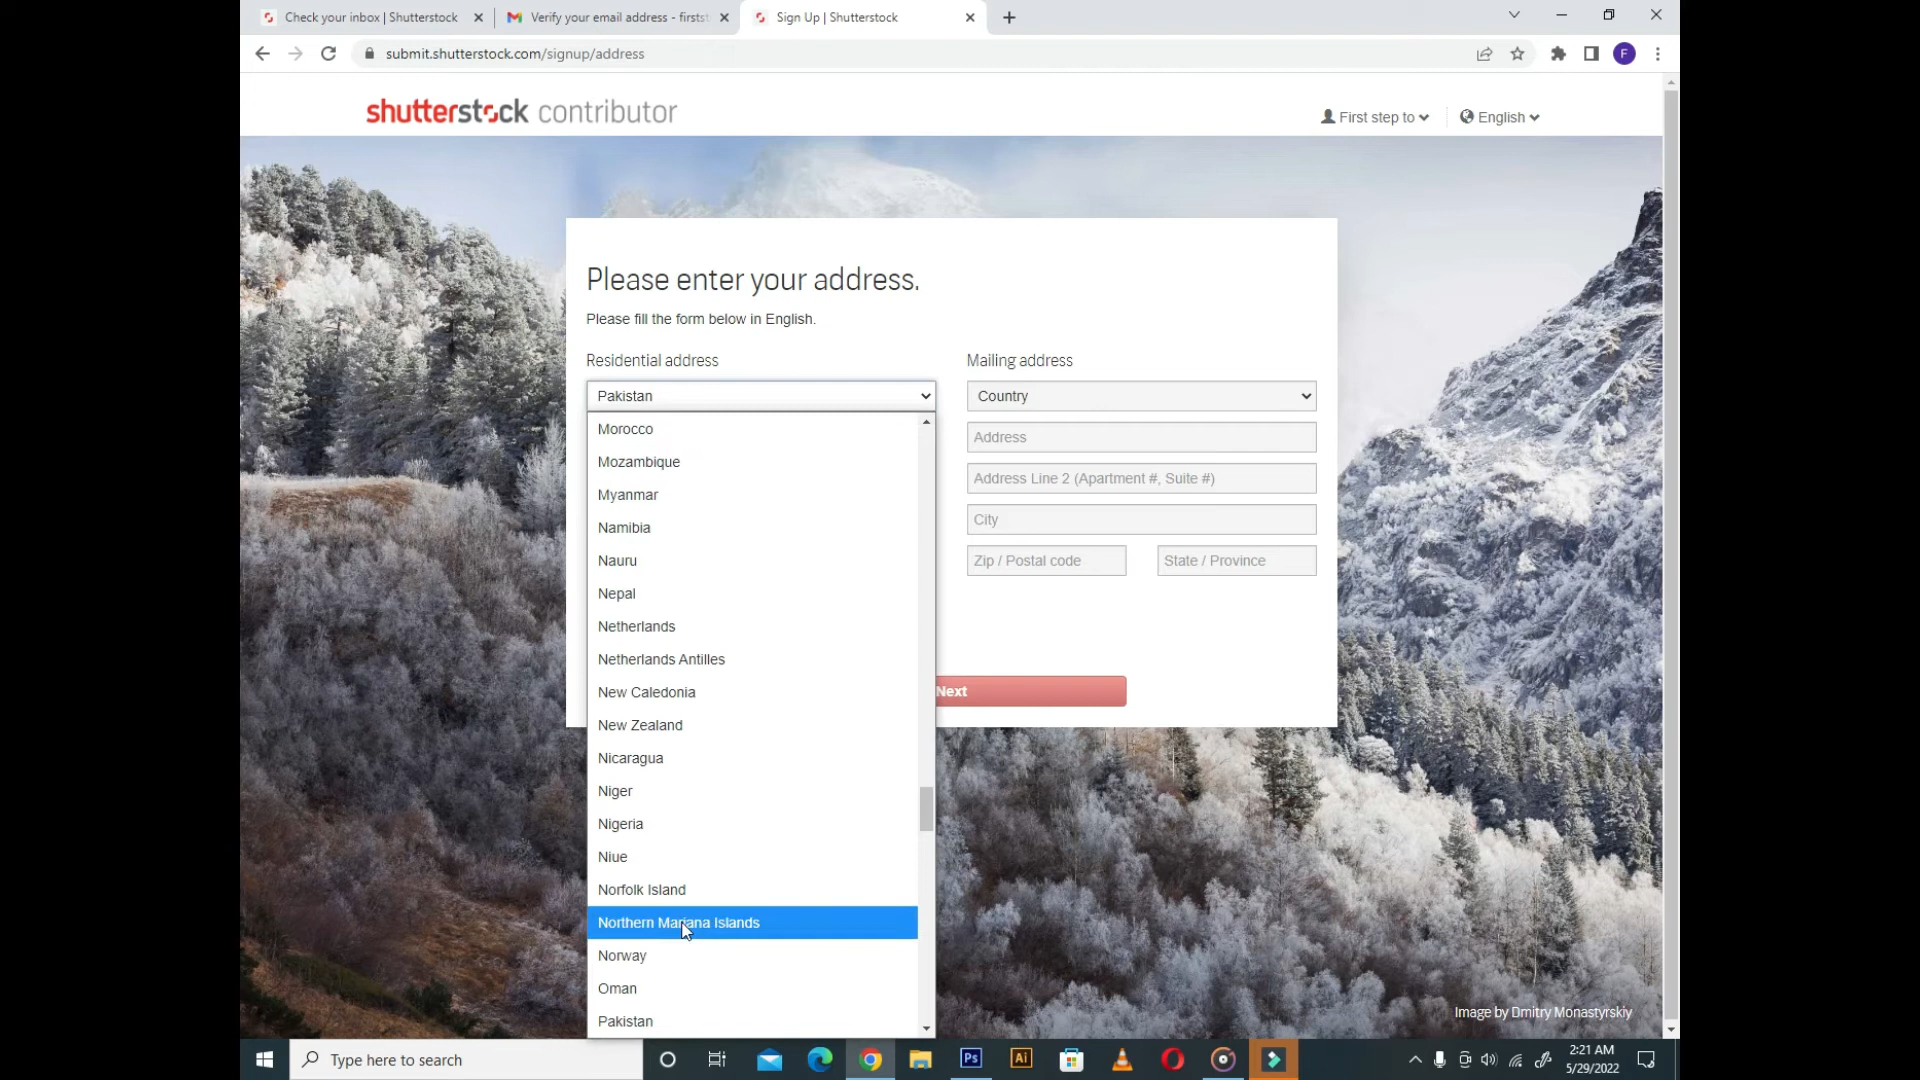 Check your inbox | Shutterstock
Verify your email address - firstst
Sign Up | Shutterstock
submit.shutterstock.com/signup/address
F
shutterstock contributor
First step to
English
Please enter your address.
Please fill the form below in English.
Residential address
Mailing address
Pakistan
Country
Morocco
Address
Mozambique
Address Line 2 (Apartment #, Suite #)
Myanmar
City
Namibia
Nauru
Zip / Postal code
State / Province
Nepal
Netherlands
Netherlands Antilles
New Caledonia
Next
New Zealand
Nicaragua
Niger
Nigeria
Niue
Norfolk Island
Northern Mariana Islands
Norway
Oman
Pakistan
Image by Dmitry Monastyrskiy
Type here to search
Ps
Ai
2:21 AM
5/29/2022